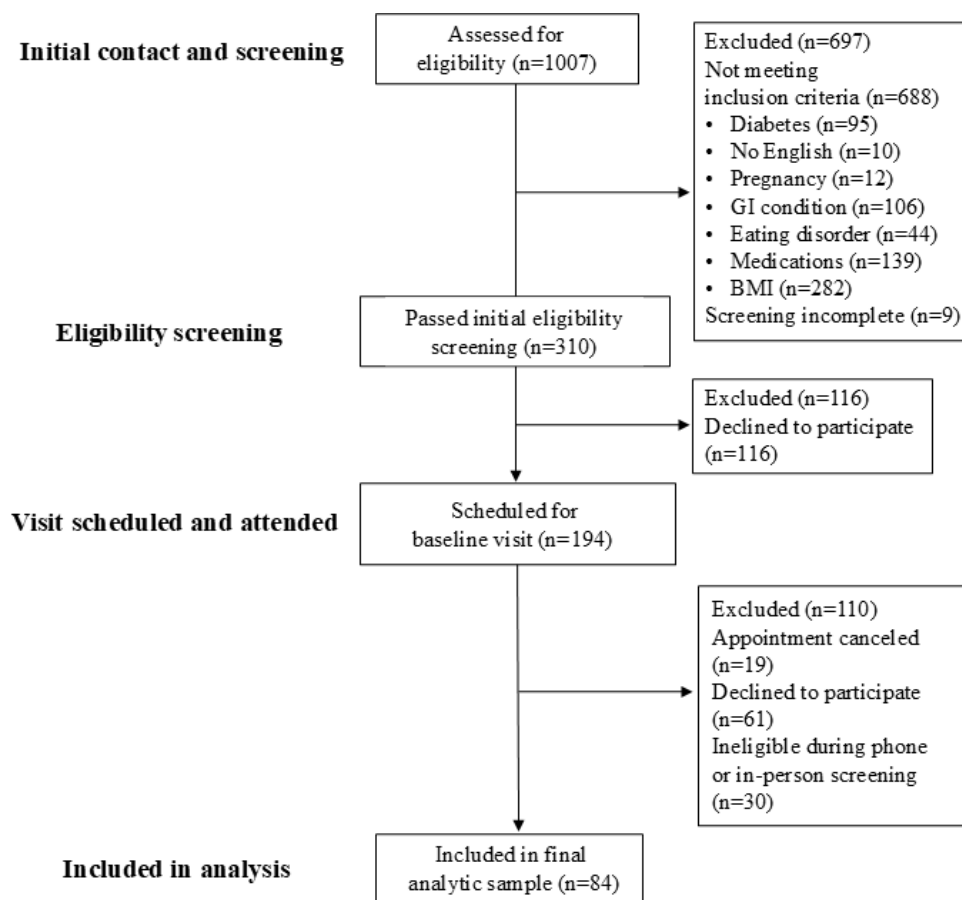 Initial contact and screening
Assessed for
eligibility (n=1007)
Excluded (n=697)
Not meeting
inclusion criteria (n=688)
• Diabetes (n=95)
• No English (n=10)
• Pregnancy (n=12)
• GI condition (n=106)
• Eating disorder (n=44)
• Medications (n=139)
• BMI (n=282)
Screening incomplete (n=9)
Eligibility screening
Passed initial eligibility
screening (n=310)
Excluded (n=116)
Declined to participate
(n=116)
Visit scheduled and attended
Scheduled for
baseline visit (n=194)
Excluded (n=110)
Appointment canceled
(n=19)
Declined to participate
(n=61)
Ineligible during phone
or in-person screening
(n=30)
Included in analysis
Included in final
analytic sample (n=84)